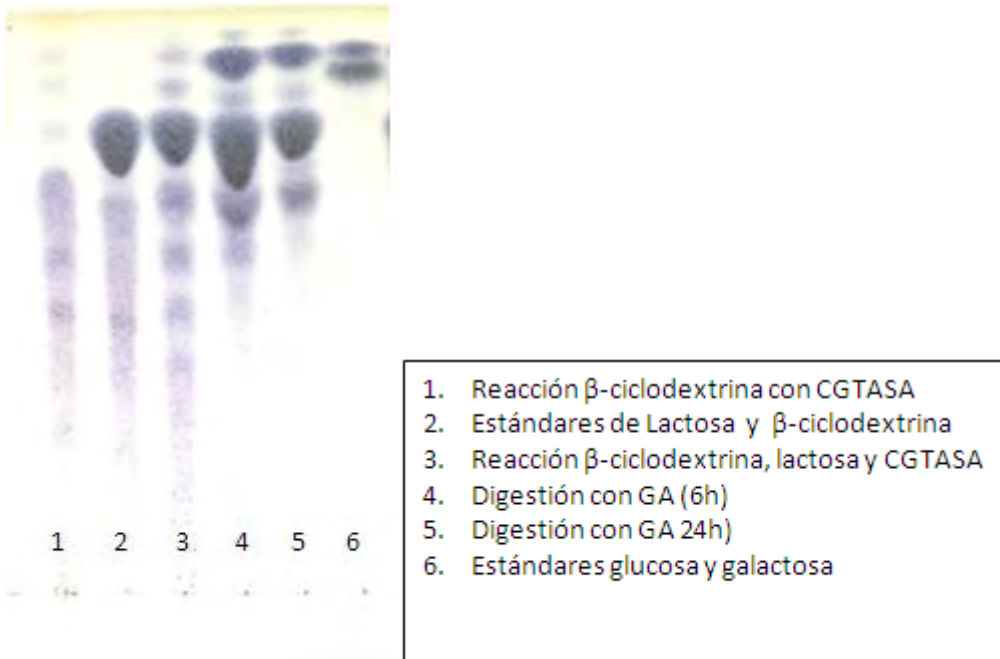 1 2 3 4 5 6
1. Reacción β-ciclodextrina con CGTASA
2. Estándares de Lactosa y β-ciclodextrina
3. Reacción β-ciclodextrina, lactosa y CGTASA
4. Digestión con GA (6h)
5. Digestión con GA 24h)
6. Estándares glucosa y galactosa